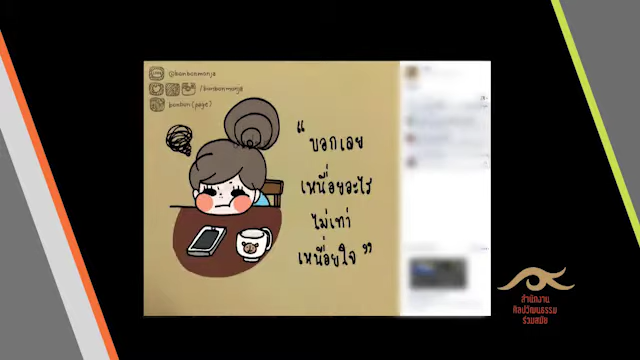 @bonbonmonja
/bonbonmonja
bonbon (page)
“บอกเลย
เหนื่อยอะไร
ไม่เท่า
เหนื่อยใจ”
สำนักงาน
ศิลปวัฒนธรรม
ร่วมสมัย